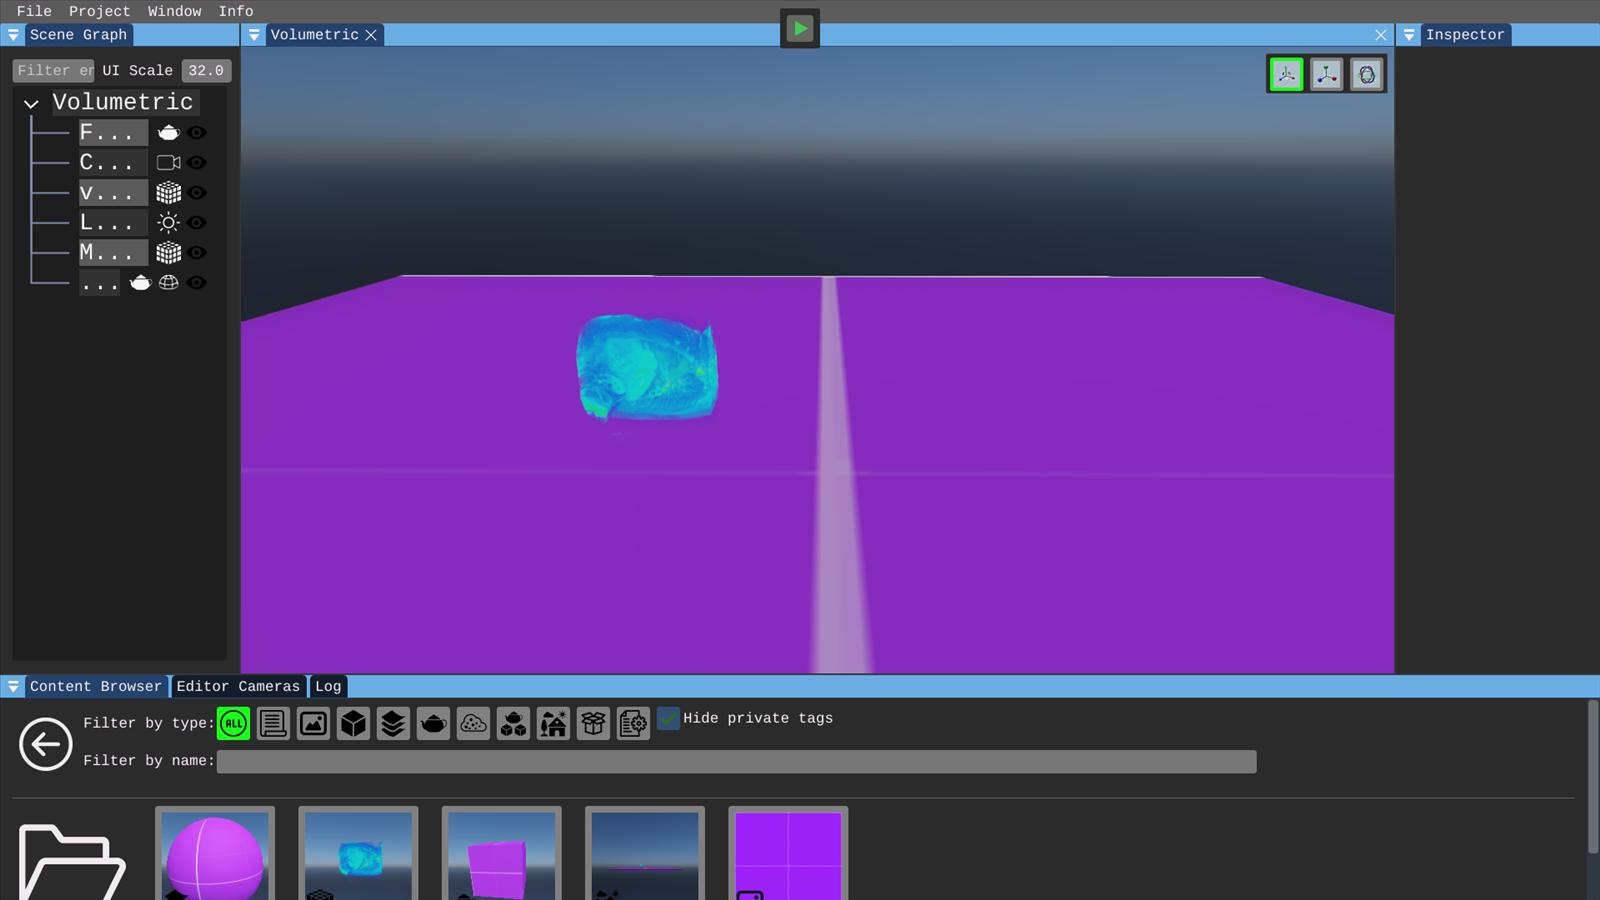 File Project Window Info
Scene Graph
Volumetric
Inspector
Filter er UI Scale 32.0
Volumetric
F...
C...
v...
L...
M...
...
Content Browser Editor Cameras Log
Filter by type: ALL Hide private tags
Filter by name: